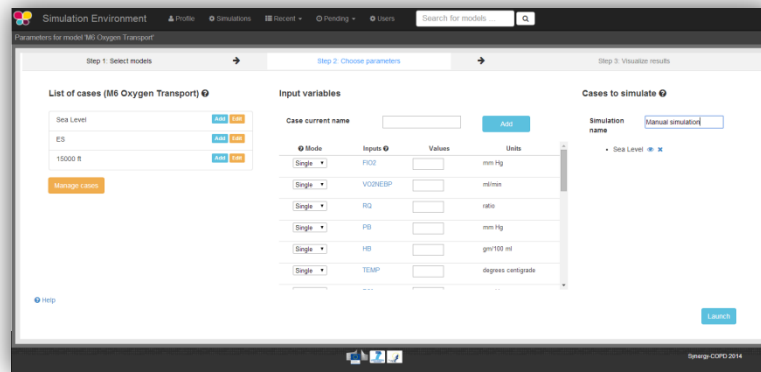 Simulation Environment Profile Simulations Recent Pending Users Search for models ...
Parameters for model 'M6 Oxygen Transport'
Step 1: Select models Step 2: Choose parameters Step 3: Visualize results
List of cases (M6 Oxygen Transport)
Sea Level Add Edit
ES Add Edit
15000 ft Add Edit
Manage cases
Input variables
Case current name Add
Mode Inputs Values Units
Single FIO2 mm Hg
Single VO2NEBP ml/min
Single RQ ratio
Single PB mm Hg
Single HB gm/100 ml
Single TEMP degrees centigrade
Cases to simulate
Simulation name Manual simulation
Sea Level
Help
Launch
Synergy-COPD 2014